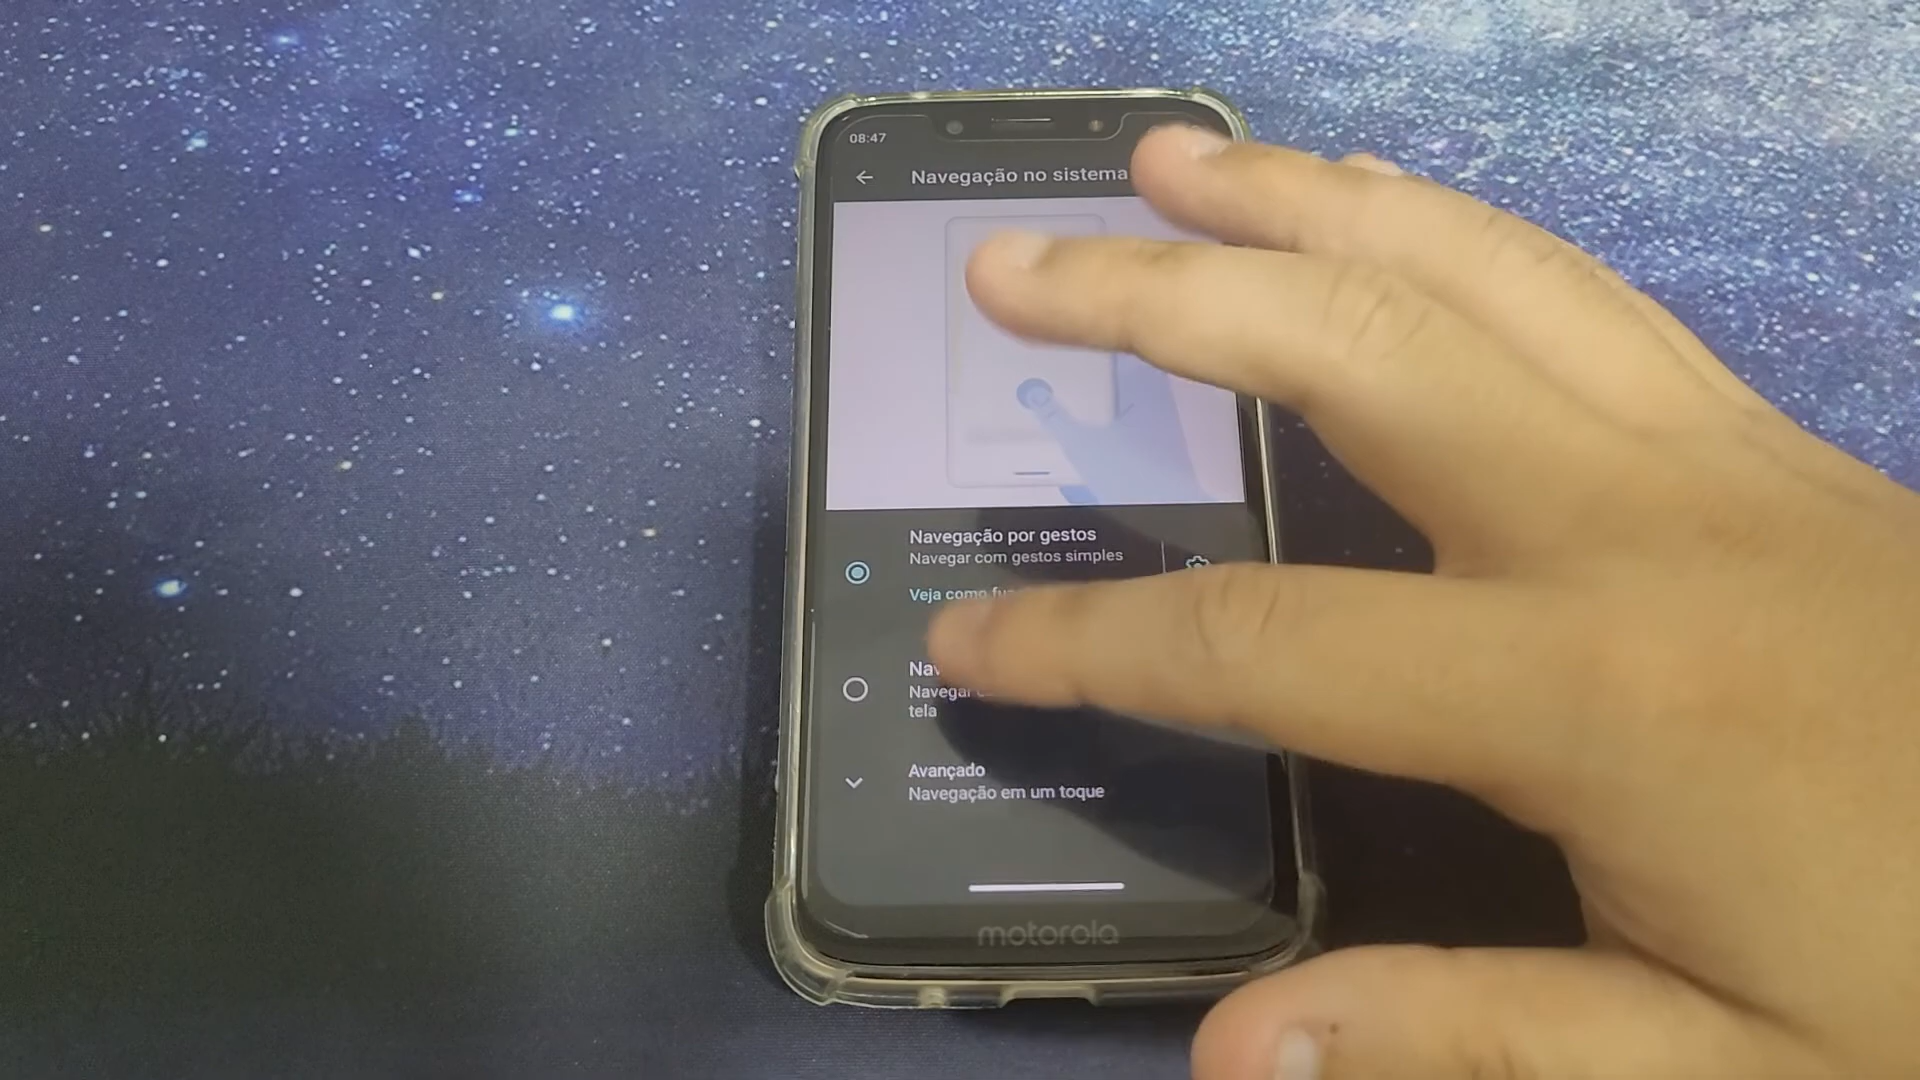 08:47
Navegação no sistema
Navegação por gestos
Navegar com gestos simples
Veja como
Navegar
tela
Avançado
Navegação em um toque
motorola